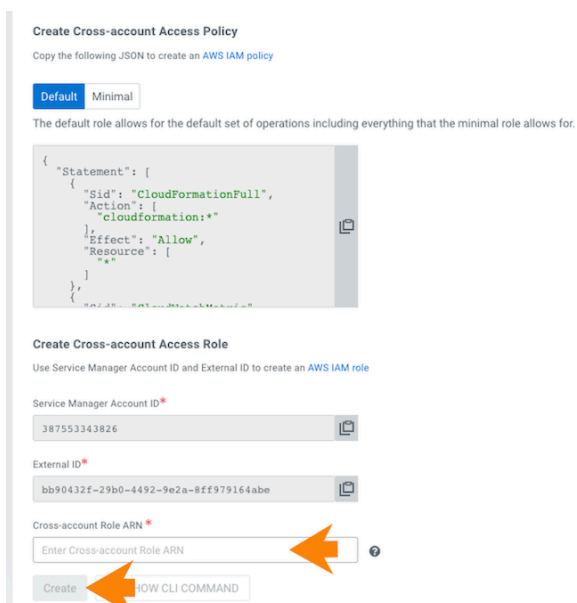 Create Cross-account Access Policy
Copy the following JSON to create an AWS IAM policy
Default Minimal
The default role allows for the default set of operations including everything that the minimal role allows for.
{
"Statement": [
{
"Sid": "CloudFormationFull",
"Action": [
"cloudformation:*"
],
"Effect": "Allow",
"Resource": [
"*"
]
},
{
Create Cross-account Access Role
Use Service Manager Account ID and External ID to create an AWS IAM role
Service Manager Account ID*
387553343826
External ID*
bb90432f-29b0-4492-9e2a-8ff979164abe
Cross-account Role ARN *
Enter Cross-account Role ARN
Create HOW CLI COMMAND